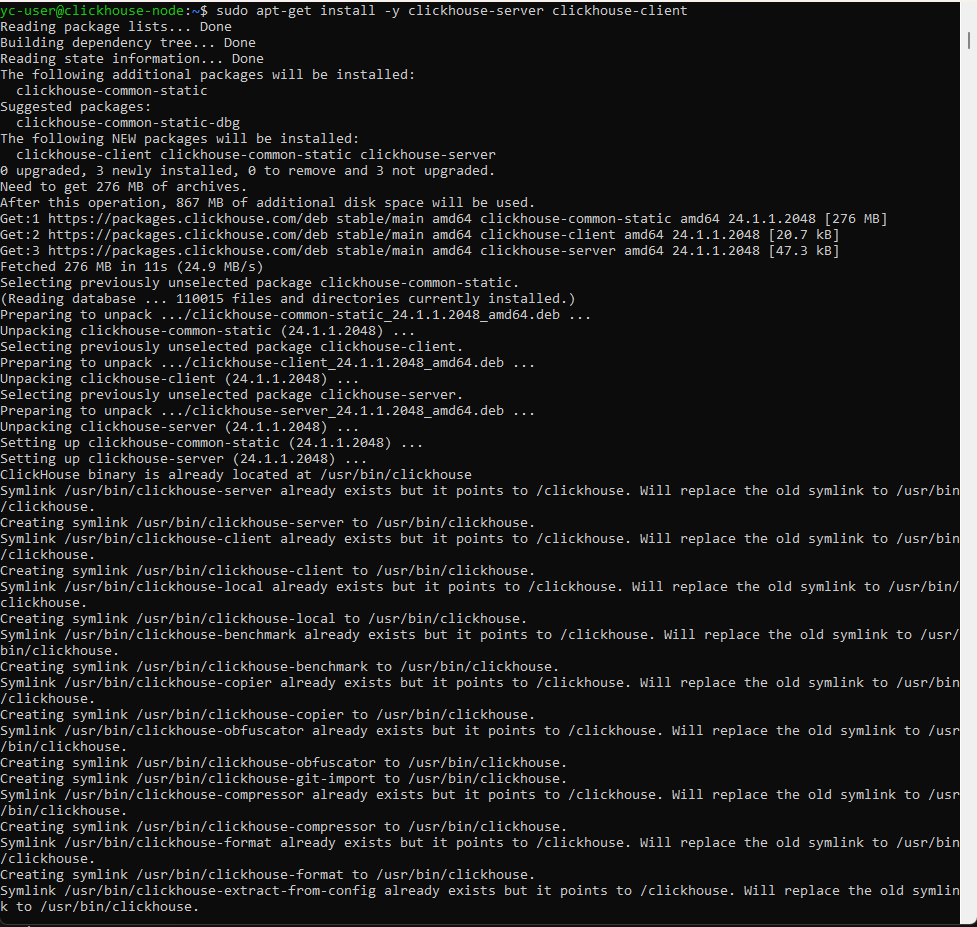 yc-user@clickhouse-node:~$ sudo apt-get install -y clickhouse-server clickhouse-client
Reading package lists... Done
Building dependency tree... Done
Reading state information... Done
The following additional packages will be installed:
  clickhouse-common-static
Suggested packages:
  clickhouse-common-static-dbg
The following NEW packages will be installed:
  clickhouse-client clickhouse-common-static clickhouse-server
0 upgraded, 3 newly installed, 0 to remove and 3 not upgraded.
Need to get 276 MB of archives.
After this operation, 867 MB of additional disk space will be used.
Get:1 https://packages.clickhouse.com/deb stable/main amd64 clickhouse-common-static amd64 24.1.1.2048 [276 MB]
Get:2 https://packages.clickhouse.com/deb stable/main amd64 clickhouse-client amd64 24.1.1.2048 [20.7 kB]
Get:3 https://packages.clickhouse.com/deb stable/main amd64 clickhouse-server amd64 24.1.1.2048 [47.3 kB]
Fetched 276 MB in 11s (24.9 MB/s)
Selecting previously unselected package clickhouse-common-static.
(Reading database ... 110015 files and directories currently installed.)
Preparing to unpack .../clickhouse-common-static_24.1.1.2048_amd64.deb ...
Unpacking clickhouse-common-static (24.1.1.2048) ...
Selecting previously unselected package clickhouse-client.
Preparing to unpack .../clickhouse-client_24.1.1.2048_amd64.deb ...
Unpacking clickhouse-client (24.1.1.2048) ...
Selecting previously unselected package clickhouse-server.
Preparing to unpack .../clickhouse-server_24.1.1.2048_amd64.deb ...
Unpacking clickhouse-server (24.1.1.2048) ...
Setting up clickhouse-common-static (24.1.1.2048) ...
Setting up clickhouse-server (24.1.1.2048) ...
ClickHouse binary is already located at /usr/bin/clickhouse
Symlink /usr/bin/clickhouse-server already exists but it points to /clickhouse. Will replace the old symlink to /usr/bin
/clickhouse.
Creating symlink /usr/bin/clickhouse-server to /usr/bin/clickhouse.
Symlink /usr/bin/clickhouse-client already exists but it points to /clickhouse. Will replace the old symlink to /usr/bin
/clickhouse.
Creating symlink /usr/bin/clickhouse-client to /usr/bin/clickhouse.
Symlink /usr/bin/clickhouse-local already exists but it points to /clickhouse. Will replace the old symlink to /usr/bin/
clickhouse.
Creating symlink /usr/bin/clickhouse-local to /usr/bin/clickhouse.
Symlink /usr/bin/clickhouse-benchmark already exists but it points to /clickhouse. Will replace the old symlink to /usr/
bin/clickhouse.
Creating symlink /usr/bin/clickhouse-benchmark to /usr/bin/clickhouse.
Symlink /usr/bin/clickhouse-copier already exists but it points to /clickhouse. Will replace the old symlink to /usr/bin
/clickhouse.
Creating symlink /usr/bin/clickhouse-copier to /usr/bin/clickhouse.
Symlink /usr/bin/clickhouse-obfuscator already exists but it points to /clickhouse. Will replace the old symlink to /usr
/bin/clickhouse.
Creating symlink /usr/bin/clickhouse-obfuscator to /usr/bin/clickhouse.
Creating symlink /usr/bin/clickhouse-git-import to /usr/bin/clickhouse.
Symlink /usr/bin/clickhouse-compressor already exists but it points to /clickhouse. Will replace the old symlink to /usr
/bin/clickhouse.
Creating symlink /usr/bin/clickhouse-compressor to /usr/bin/clickhouse.
Symlink /usr/bin/clickhouse-format already exists but it points to /clickhouse. Will replace the old symlink to /usr/bin
/clickhouse.
Creating symlink /usr/bin/clickhouse-format to /usr/bin/clickhouse.
Symlink /usr/bin/clickhouse-extract-from-config already exists but it points to /clickhouse. Will replace the old symlin
k to /usr/bin/clickhouse.